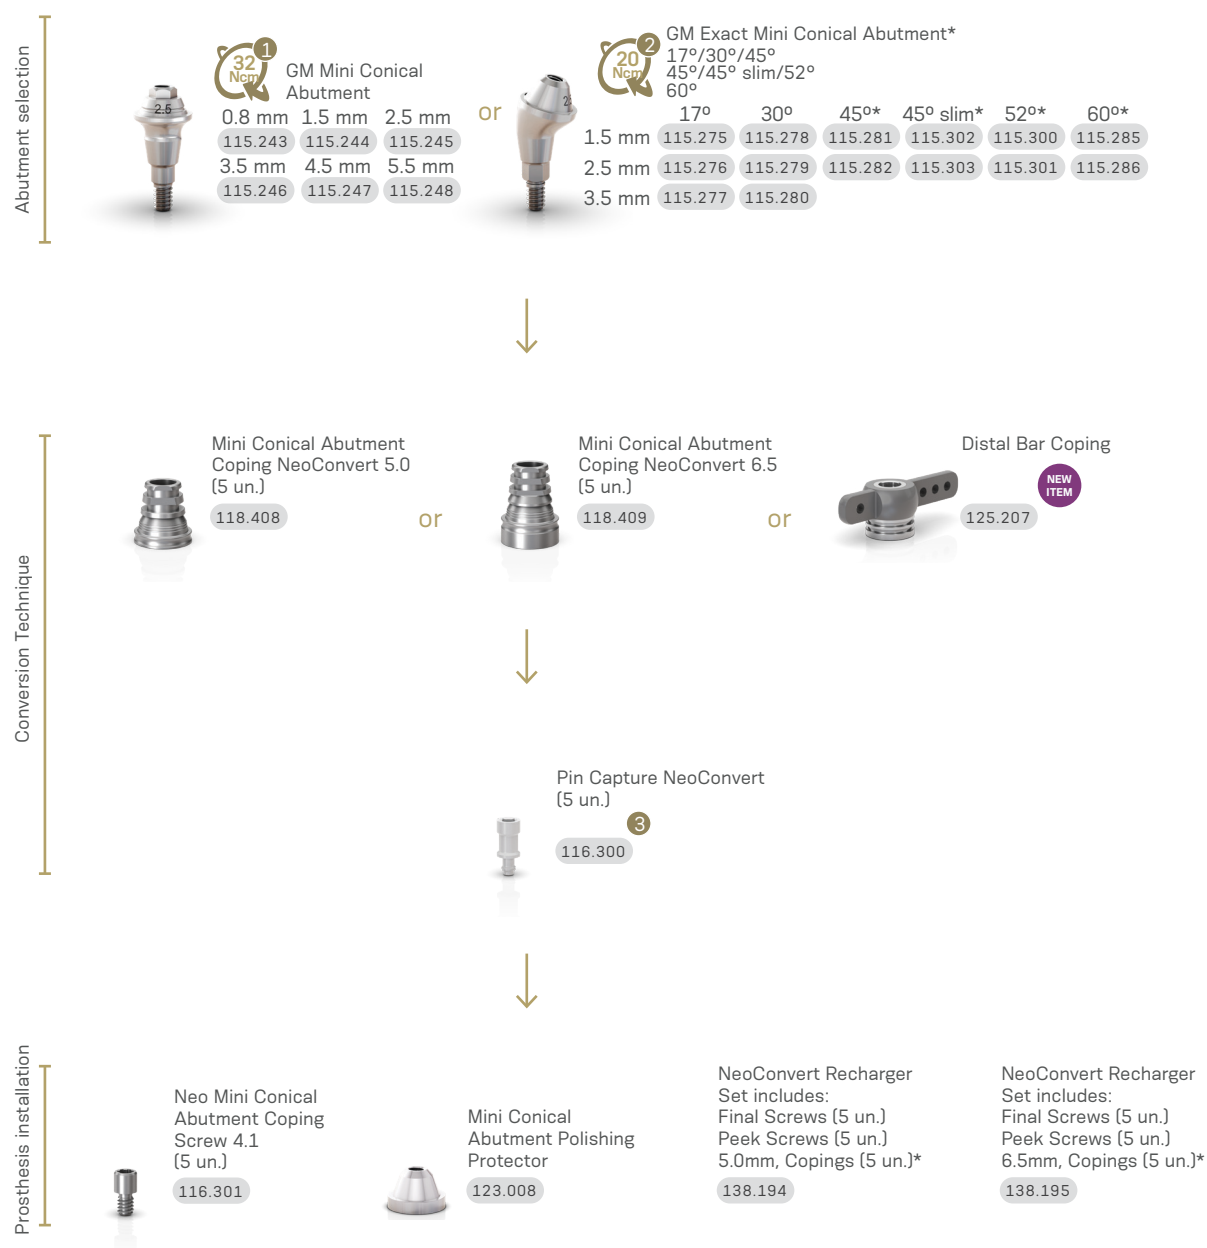 Abutment selection
1
32
Ncm
GM Mini Conical
Abutment
2.5
0.8 mm 1.5 mm 2.5 mm
115.243 115.244 115.245
3.5 mm 4.5 mm 5.5 mm
115.246 115.247 115.248
or
2
20
Ncm
GM Exact Mini Conical Abutment*
17º/30º/45º
45º/45º slim/52º
60º
17º 30º 45º* 45º slim* 52º* 60º*
1.5 mm 115.275 115.278 115.281 115.302 115.300 115.285
2.5 mm 115.276 115.279 115.282 115.303 115.301 115.286
3.5 mm 115.277 115.280
Conversion Technique
Mini Conical Abutment
Coping NeoConvert 5.0
(5 un.)
118.408
or
Mini Conical Abutment
Coping NeoConvert 6.5
(5 un.)
118.409
or
Distal Bar Coping
NEW
ITEM
125.207
Pin Capture NeoConvert
(5 un.)
3
116.300
Prosthesis installation
Neo Mini Conical
Abutment Coping
Screw 4.1
(5 un.)
116.301
Mini Conical
Abutment Polishing
Protector
123.008
NeoConvert Recharger
Set includes:
Final Screws (5 un.)
Peek Screws (5 un.)
5.0mm, Copings (5 un.)*
138.194
NeoConvert Recharger
Set includes:
Final Screws (5 un.)
Peek Screws (5 un.)
6.5mm, Copings (5 un.)*
138.195